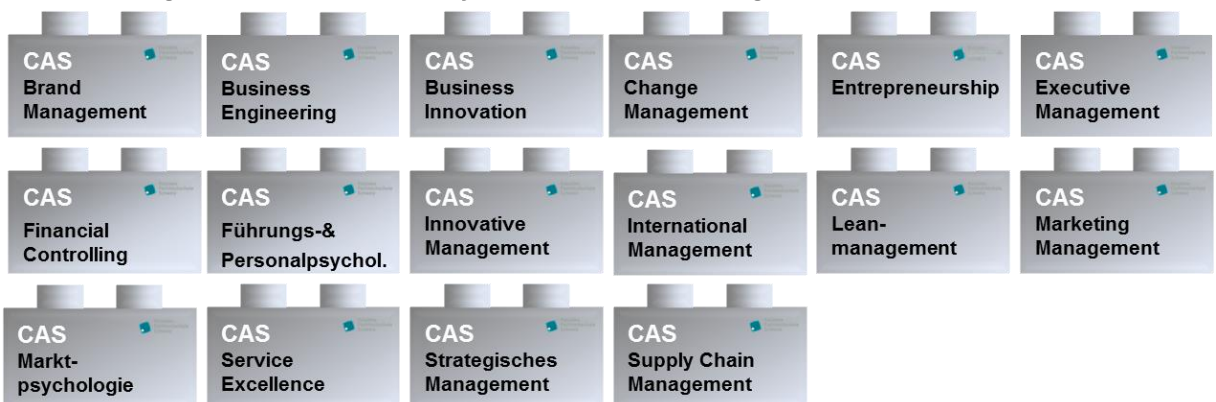 CAS
Brand
Management
CAS
Business
Engineering
CAS
Business
Innovation
CAS
Change
Management
CAS
Entrepreneurship
CAS
Executive
Management
CAS
Financial
Controlling
CAS
Führungs-&
Personalpsychol.
CAS
Innovative
Management
CAS
International
Management
CAS
Lean-
management
CAS
Marketing
Management
CAS
Markt-
psychologie
CAS
Service
Excellence
CAS
Strategisches
Management
CAS
Supply Chain
Management